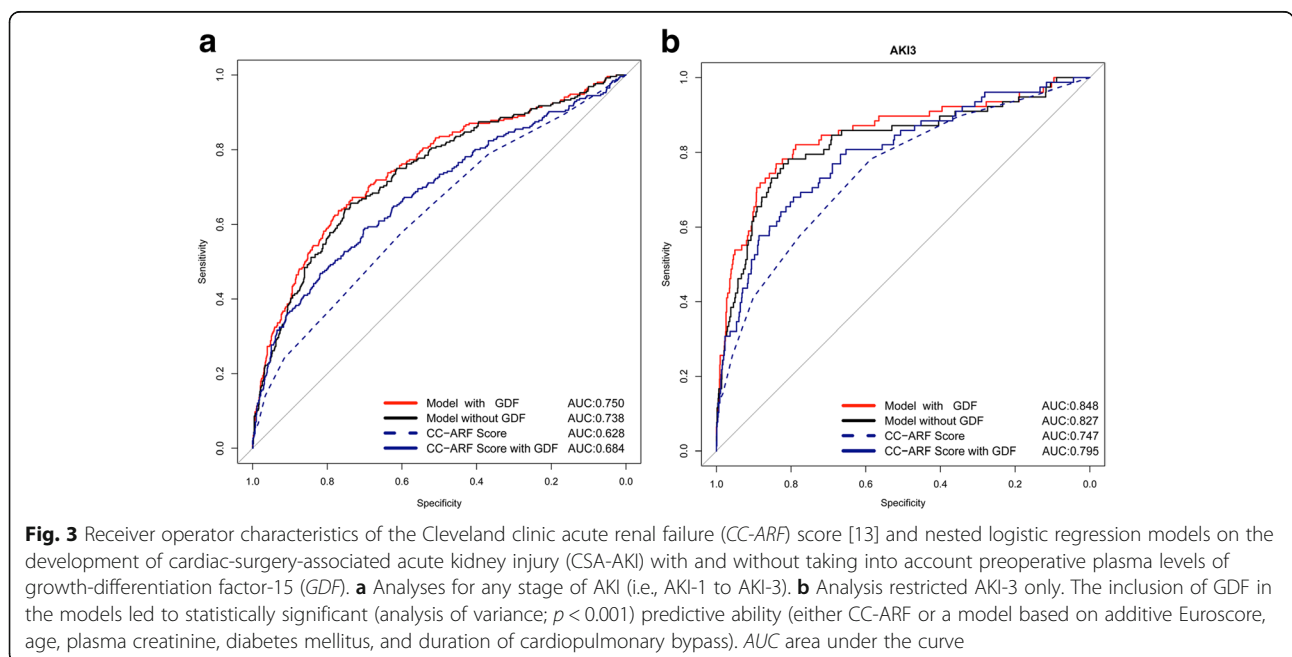 a
1.0
0.8
0.6
0.4
0.2
0.0
Sensitivity
Model with GDF AUC:0.750
Model without GDF AUC:0.738
CC-ARF Score AUC:0.628
CC-ARF Score with GDF AUC:0.684
1.0 0.8 0.6 0.4 0.2 0.0
Specificity
b
AKI3
1.0
0.8
0.6
0.4
0.2
0.0
Sensitivity
Model with GDF AUC:0.848
Model without GDF AUC:0.827
CC-ARF Score AUC:0.747
CC-ARF Score with GDF AUC:0.795
1.0 0.8 0.6 0.4 0.2 0.0
Specificity
Fig. 3 Receiver operator characteristics of the Cleveland clinic acute renal failure (CC-ARF) score [13] and nested logistic regression models on the
development of cardiac-surgery-associated acute kidney injury (CSA-AKI) with and without taking into account preoperative plasma levels of
growth-differentiation factor-15 (GDF). a Analyses for any stage of AKI (i.e., AKI-1 to AKI-3). b Analysis restricted AKI-3 only. The inclusion of GDF in
the models led to statistically significant (analysis of variance; p < 0.001) predictive ability (either CC-ARF or a model based on additive Euroscore,
age, plasma creatinine, diabetes mellitus, and duration of cardiopulmonary bypass). AUC area under the curve